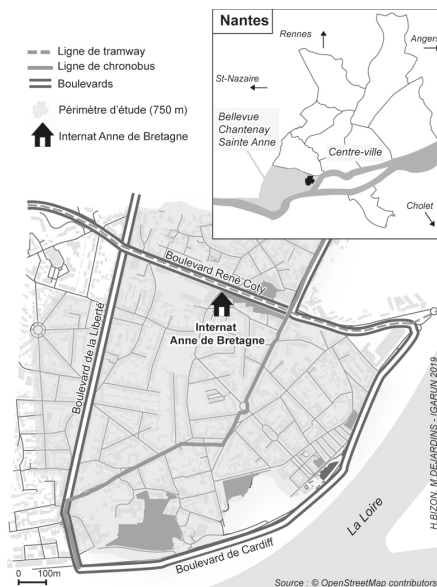 Ligne de tramway
Ligne de chronobus
Boulevards
Périmètre d'étude (750 m)
Internat Anne de Bretagne
Nantes
Rennes
Angers
St-Nazaire
Bellevue
Chantenay
Sainte Anne
Centre-ville
Cholet
Boulevard René Coty
Internat
Anne de Bretagne
Boulevard de la Liberté
La Loire
Boulevard de Cardiff
0 100m
H.BIZON, M.DEJARDINS - IGARUN 2019
Source : © OpenStreetMap contributors